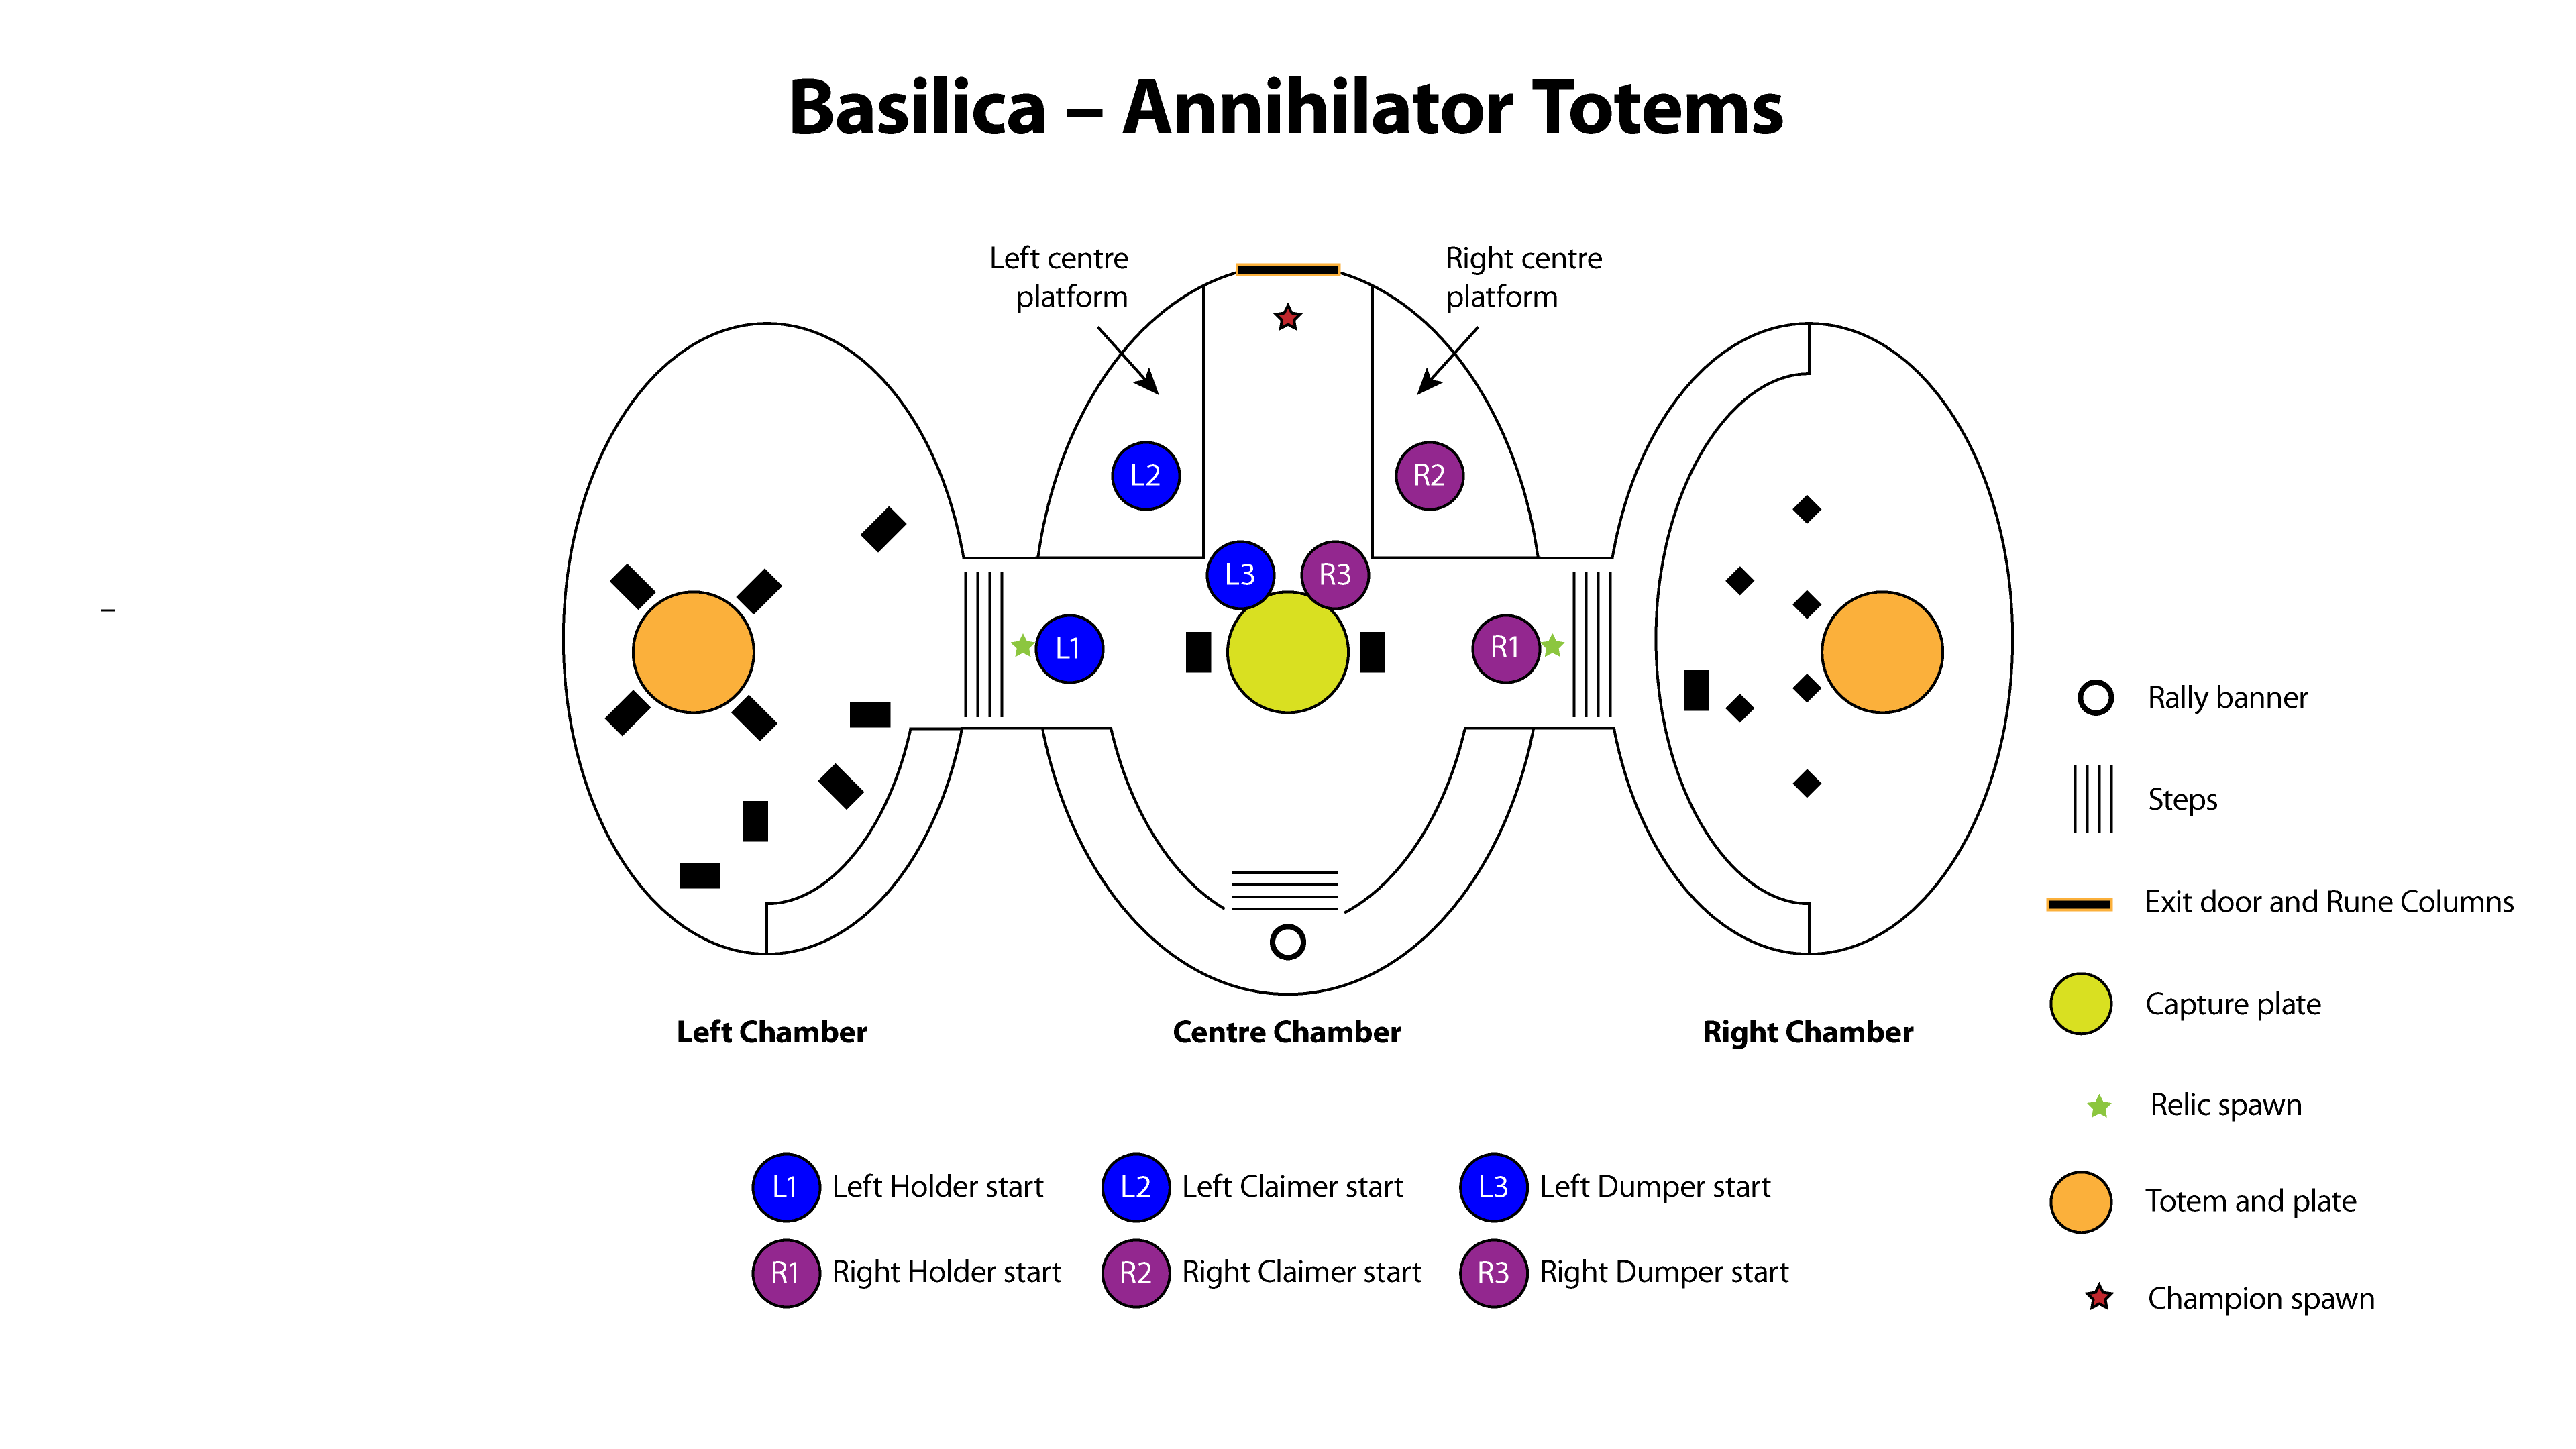 Basilica – Annihilator Totems
Left centre
platform
Right centre
platform
L2
R2
L3
R3
L1
R1
–
Rally banner
Steps
Exit door and Rune Columns
Capture plate
Relic spawn
Totem and plate
Champion spawn
Left Chamber
Centre Chamber
Right Chamber
L1 Left Holder start
L2 Left Claimer start
L3 Left Dumper start
R1 Right Holder start
R2 Right Claimer start
R3 Right Dumper start